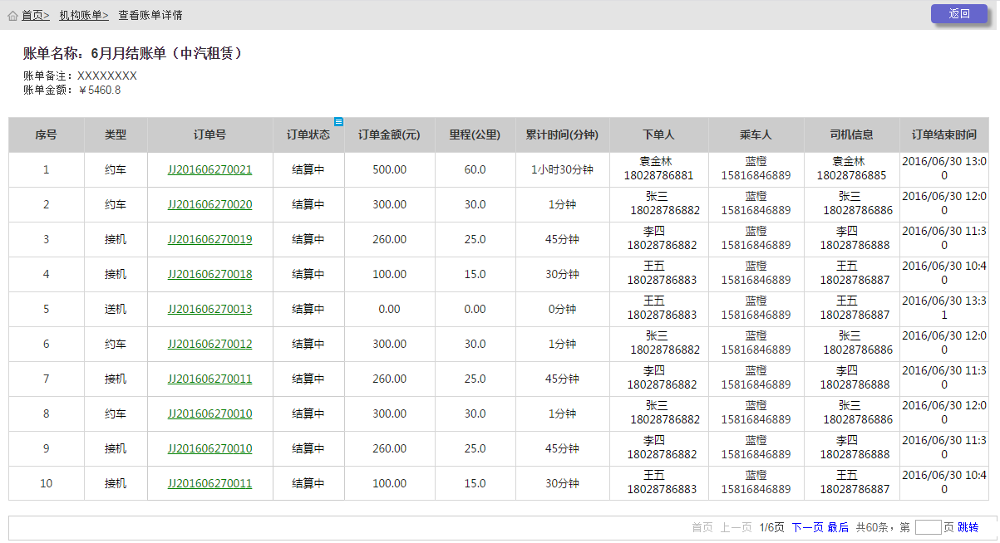 首页> 机构账单> 查看账单详情 返回
账单名称：6月月结账单（中汽租赁）
账单备注：XXXXXXXX
账单金额：￥5460.8
序号 类型 订单号 订单状态 订单金额(元) 里程(公里) 累计时间(分钟) 下单人 乘车人 司机信息 订单结束时间
1 约车 JJ201606270021 结算中 500.00 60.0 1小时30分钟 袁金林 18028786881 蓝橙 15816846889 袁金林 18028786885 2016/06/30 13:00
2 约车 JJ201606270020 结算中 300.00 30.0 1分钟 张三 18028786882 蓝橙 15816846889 张三 18028786886 2016/06/30 12:00
3 接机 JJ201606270019 结算中 260.00 25.0 45分钟 李四 18028786882 蓝橙 15816846889 李四 18028786888 2016/06/30 11:30
4 接机 JJ201606270018 结算中 100.00 15.0 30分钟 王五 18028786883 蓝橙 15816846889 王五 18028786887 2016/06/30 10:40
5 送机 JJ201606270013 结算中 0.00 0.00 0分钟 王五 18028786883 蓝橙 15816846889 王五 18028786887 2016/06/30 13:31
6 约车 JJ201606270012 结算中 300.00 30.0 1分钟 张三 18028786882 蓝橙 15816846889 张三 18028786886 2016/06/30 12:00
7 接机 JJ201606270011 结算中 260.00 25.0 45分钟 李四 18028786882 蓝橙 15816846889 李四 18028786888 2016/06/30 11:30
8 约车 JJ201606270010 结算中 300.00 30.0 1分钟 张三 18028786882 蓝橙 15816846889 张三 18028786886 2016/06/30 12:00
9 接机 JJ201606270010 结算中 260.00 25.0 45分钟 李四 18028786882 蓝橙 15816846889 李四 18028786888 2016/06/30 11:30
10 接机 JJ201606270011 结算中 100.00 15.0 30分钟 王五 18028786883 蓝橙 15816846889 王五 18028786887 2016/06/30 10:40
首页 上一页 1/6页 下一页 最后 共60条，第 页 跳转